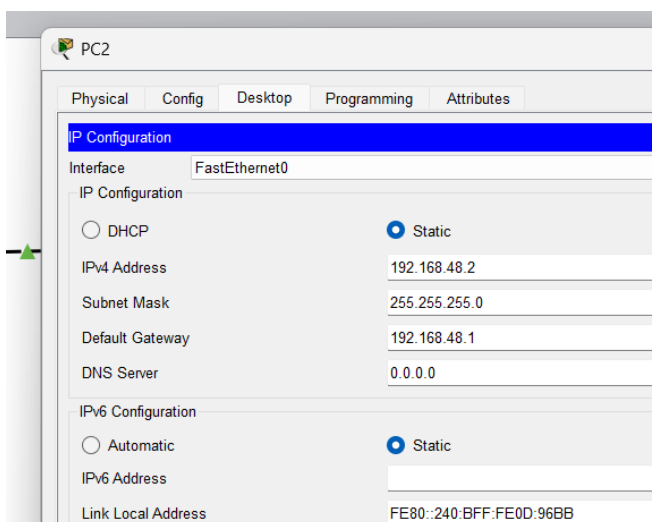 PC2
Physical Config Desktop Programming Attributes
IP Configuration
Interface FastEthernet0
IP Configuration
DHCP Static
IPv4 Address 192.168.48.2
Subnet Mask 255.255.255.0
Default Gateway 192.168.48.1
DNS Server 0.0.0.0
IPv6 Configuration
Automatic Static
IPv6 Address
Link Local Address FE80::240:BFF:FE0D:96BB